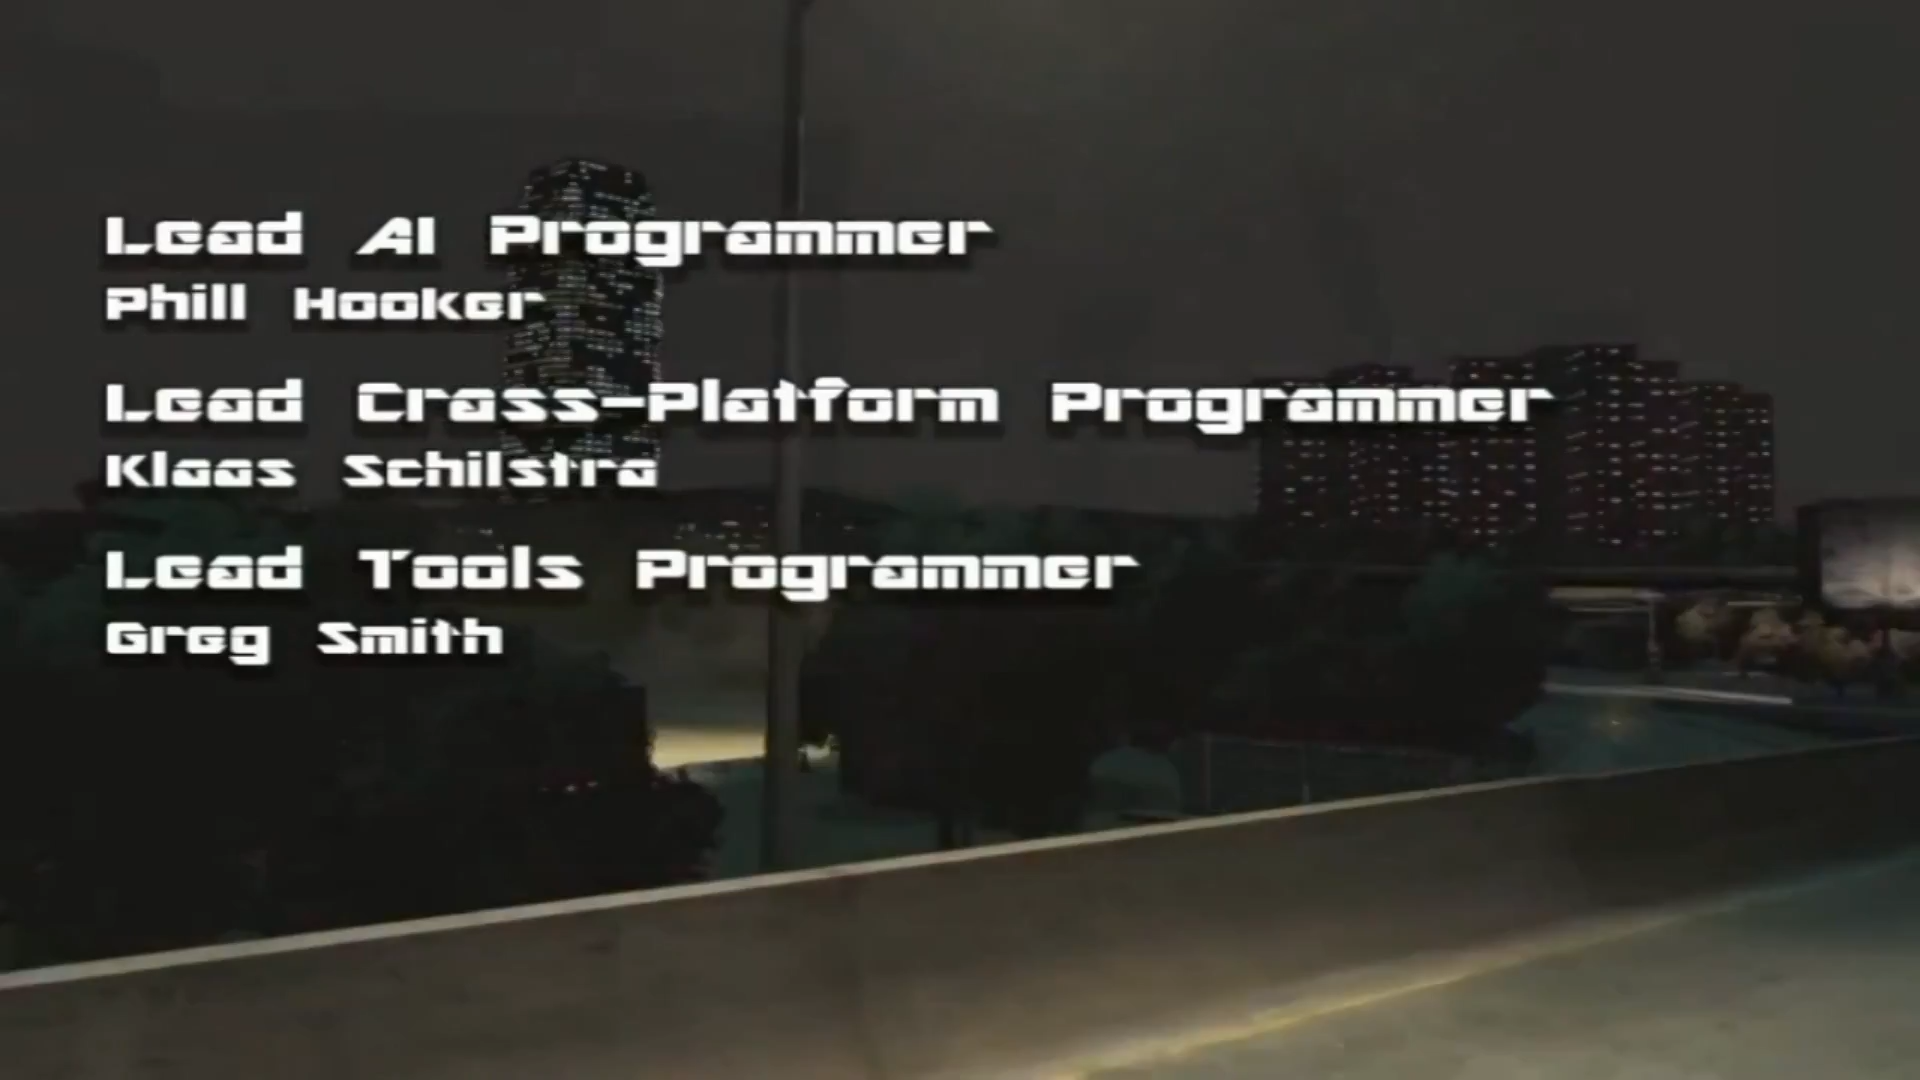 Lead AI Programmer
Phill Hooker
Lead Cross-Platform Programmer
Klaas Schilstra
Lead Tools Programmer
Greg Smith